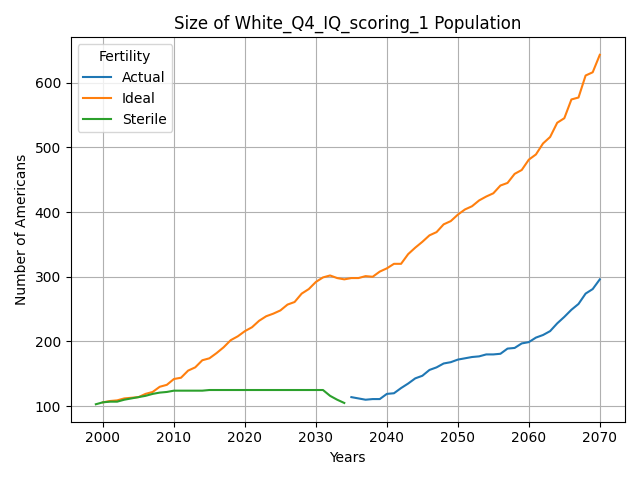 Size of White_Q4_IQ_scoring_1 Population
Fertility
Actual
Ideal
Sterile
600
500
400
300
200
100
Number of Americans
2000 2010 2020 2030 2040 2050 2060 2070
Years